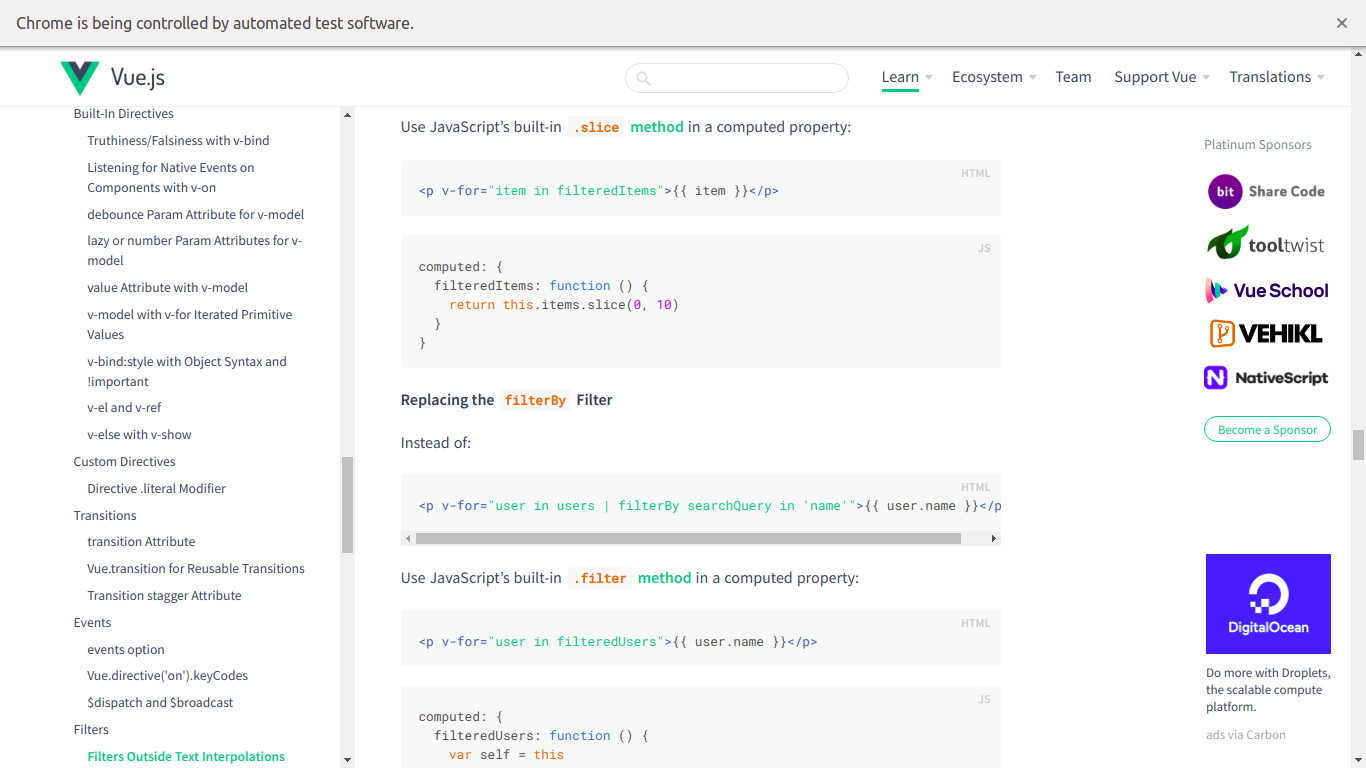 Chrome is being controlled by automated test software.
Vue.js
Learn
Ecosystem
Team
Support Vue
Translations
Built-In Directives
Truthiness/Falsiness with v-bind
Listening for Native Events on
Components with v-on
debounce Param Attribute for v-model
lazy or number Param Attributes for v-
model
value Attribute with v-model
v-model with v-for Iterated Primitive
Values
v-bind:style with Object Syntax and
!important
v-el and v-ref
v-else with v-show
Custom Directives
Directive .literal Modifier
Transitions
transition Attribute
Vue.transition for Reusable Transitions
Transition stagger Attribute
Events
events option
Vue.directive('on').keyCodes
$dispatch and $broadcast
Filters
Filters Outside Text Interpolations
Use JavaScript’s built-in .slice method in a computed property:
HTML
<p v-for="item in filteredItems">{{ item }}</p>
JS
computed: {
filteredItems: function () {
return this.items.slice(0, 10)
}
}
Replacing the filterBy Filter
Instead of:
HTML
<p v-for="user in users | filterBy searchQuery in 'name'">{{ user.name }}</p
Use JavaScript’s built-in .filter method in a computed property:
HTML
<p v-for="user in filteredUsers">{{ user.name }}</p>
JS
computed: {
filteredUsers: function () {
var self = this
Platinum Sponsors
bit Share Code
tooltwist
Vue School
VEHIKL
NativeScript
Become a Sponsor
DigitalOcean
Do more with Droplets,
the scalable compute
platform.
ads via Carbon